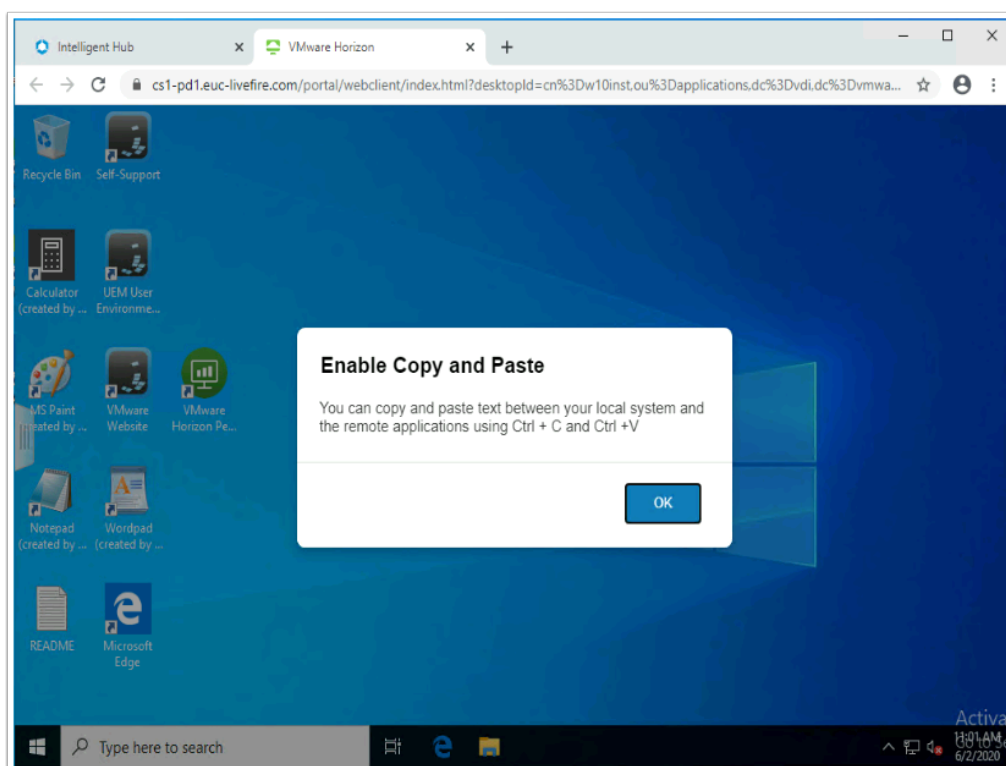 Intelligent Hub
VMware Horizon
cs1-pd1.euc-livefire.com/portal/webclient/index.html?desktopId=cn%3Dw10inst,ou%3Dapplications,dc%3Dvdi,dc%3Dvmwa...
Recycle Bin
Self-Support
Calculator
(created by ...
UEM User
Environme...
MS Paint
VMware
Website
VMware
Horizon Pe...
Enable Copy and Paste
You can copy and paste text between your local system and
the remote applications using Ctrl + C and Ctrl +V
OK
Notepad
(created by ...
Wordpad
(created by ...
README
Microsoft
Edge
Activa
Type here to search
11:01 AM
6/2/2020